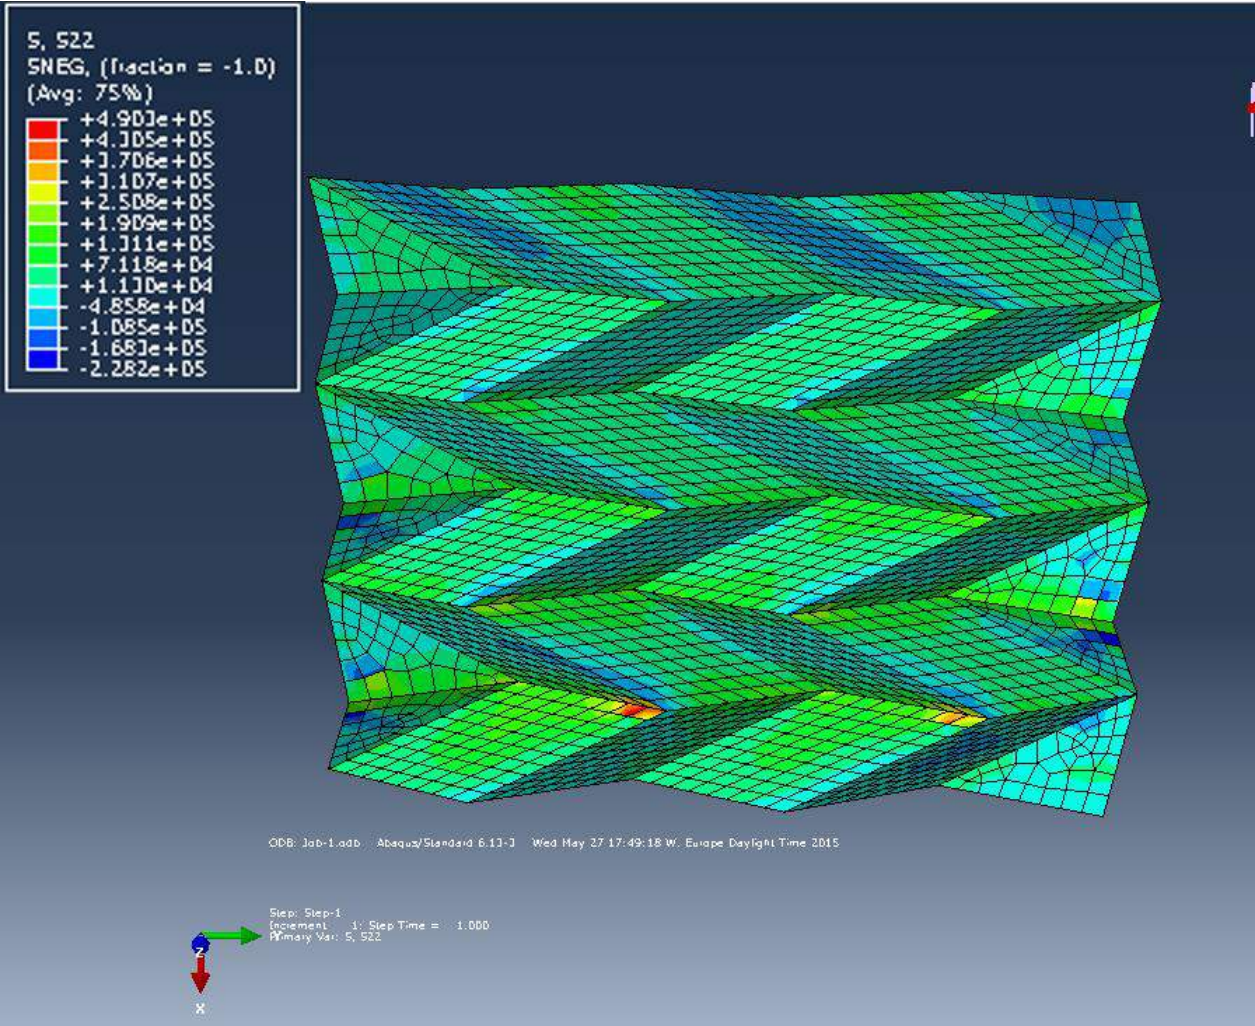 S, S22
SNEG, (fraction = -1.0)
(Avg: 75%)
+4.903e+05
+4.305e+05
+3.706e+05
+3.107e+05
+2.508e+05
+1.909e+05
+1.311e+05
+7.118e+04
+1.130e+04
-4.858e+04
-1.085e+05
-1.683e+05
-2.282e+05
ODB: Job-1.odb Abaqus/Standard 6.13-3 Wed May 27 17:49:18 W. Europe Daylight Time 2015
Step: Step-1
Increment 1: Step Time = 1.000
Primary Var: S, S22
Y
Z
X